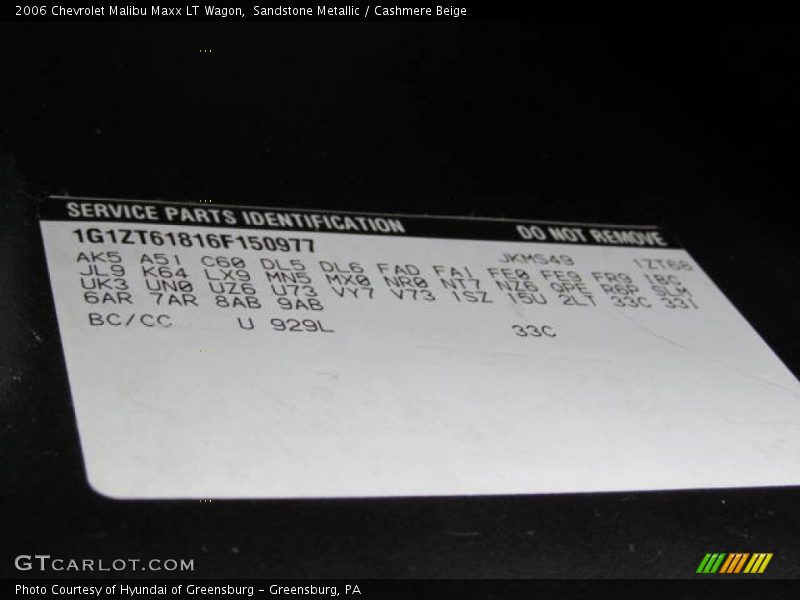 2006 Chevrolet Malibu Maxx LT Wagon,  Sandstone Metallic / Cashmere Beige
SERVICE PARTS IDENTIFICATION DO NOT REMOVE
1G1ZT61816F150977 JKMS49 1ZT68
AK5 A51 C60 DL5 DL6 FAD FA1 FE0 FE9 FR9
JL9 K64 LX9 MN5 MX0 NR0 NT7 NZ6 QPE R6P
UK3 UN0 UZ6 U73 VY7 V73 1SZ 15U 2LT 33C 33I
6AR 7AR 8AB 9AB
BC/CC U 929L 33C
GTCARLOT.COM
Photo Courtesy of Hyundai of Greensburg - Greensburg, PA